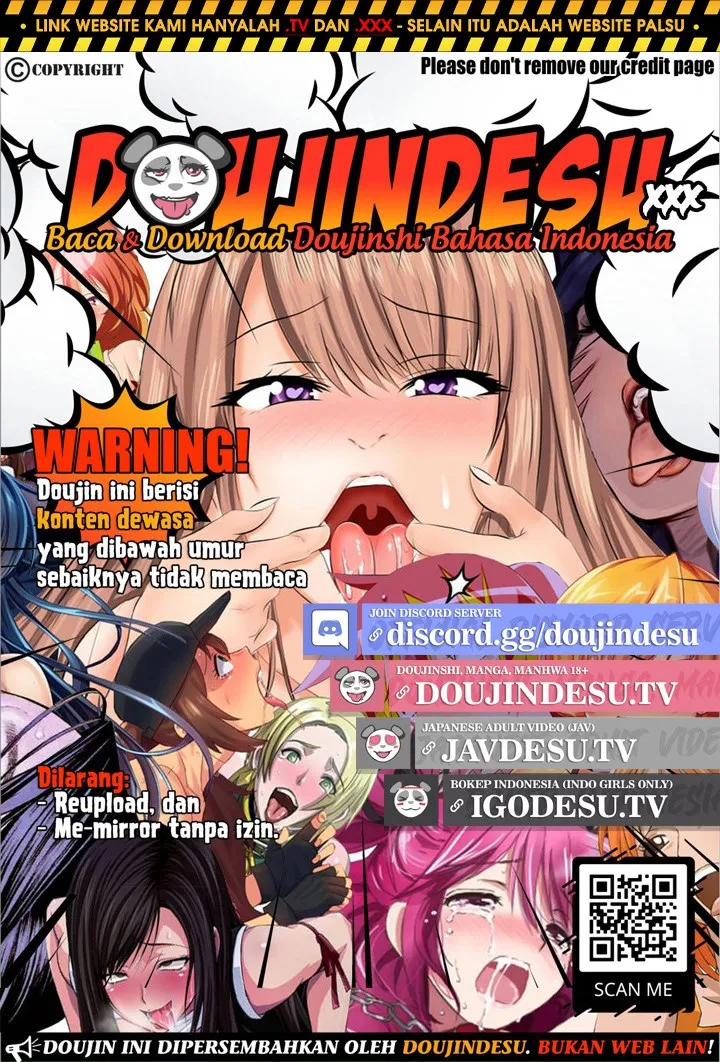 • LINK WEBSITE KAMI HANYALAH .TV DAN .XXX - SELAIN ITU ADALAH WEBSITE PALSU •
©COPYRIGHT
Please don't remove our credit page
DOUJINDESU
XXX
Baca & Download Doujinshi Bahasa Indonesia
WARNING!
Doujin ini berisi
konten dewasa
yang dibawah umur
sebaiknya tidak membaca
JOIN DISCORD SERVER
discord.gg/doujindesu
DOUJINSHI, MANGA, MANHWA 18+
DOUJINDESU.TV
JAPANESE ADULT VIDEO (JAV)
JAVDESU.TV
BOKEP INDONESIA (INDO GIRLS ONLY)
IGODESU.TV
Dilarang:
- Reupload, dan
- Me-mirror tanpa izin.
SCAN ME
DOUJIN INI DIPERSEMBAHKAN OLEH DOUJINDESU. BUKAN WEB LAIN!